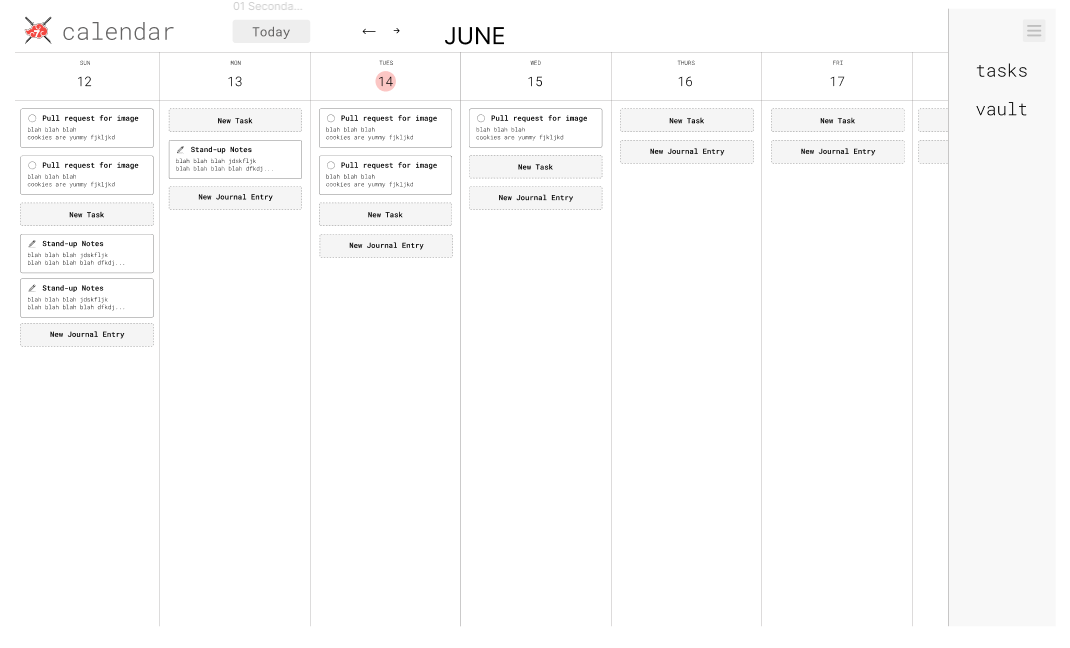 01 Seconda...
calendar
Today
← →
JUNE
tasks
vault
SUN
12
Pull request for image
blah blah blah
cookies are yummy fjkljkd
Pull request for image
blah blah blah
cookies are yummy fjkljkd
New Task
Stand-up Notes
blah blah blah jdskfljk
blah blah blah blah dfkdj...
Stand-up Notes
blah blah blah jdskfljk
blah blah blah blah dfkdj...
New Journal Entry
MON
13
New Task
Stand-up Notes
blah blah blah jdskfljk
blah blah blah blah dfkdj...
New Journal Entry
TUES
14
Pull request for image
blah blah blah
cookies are yummy fjkljkd
Pull request for image
blah blah blah
cookies are yummy fjkljkd
New Task
New Journal Entry
WED
15
Pull request for image
blah blah blah
cookies are yummy fjkljkd
New Task
New Journal Entry
THURS
16
New Task
New Journal Entry
FRI
17
New Task
New Journal Entry